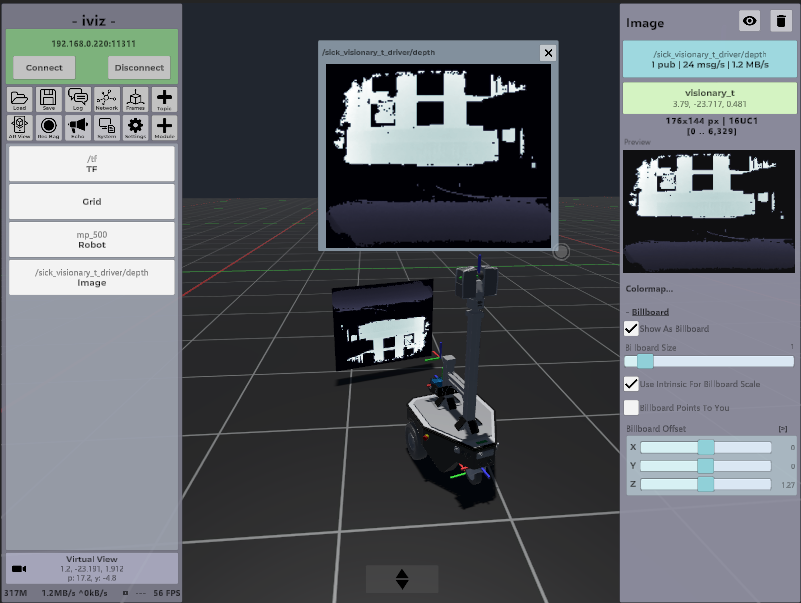 - iviz -
192.168.0.220:11311
Connect
Disconnect
Load
Save
Log
Network
Frames
Topic
AR View
Rec Bag
Echo
System
Settings
Module
/tf
TF
Grid
mp_500
Robot
/sick_visionary_t_driver/depth
Image
Virtual View
1.2, -23.191, 1.912
p: 17.2, y: -4.8
317M 1.2MB/s ^0kB/s --- 56 FPS
/sick_visionary_t_driver/depth
Image
/sick_visionary_t_driver/depth
1 pub | 24 msg/s | 1.2 MB/s
visionary_t
3.79, -23.717, 0.481
176x144 px | 16UC1
[0 .. 6,329]
Preview
Colormap...
- Billboard
Show As Billboard
Billboard Size 1
Use Intrinsic For Billboard Scale
Billboard Points To You
Billboard Offset
X 0
Y 0
Z 1.27